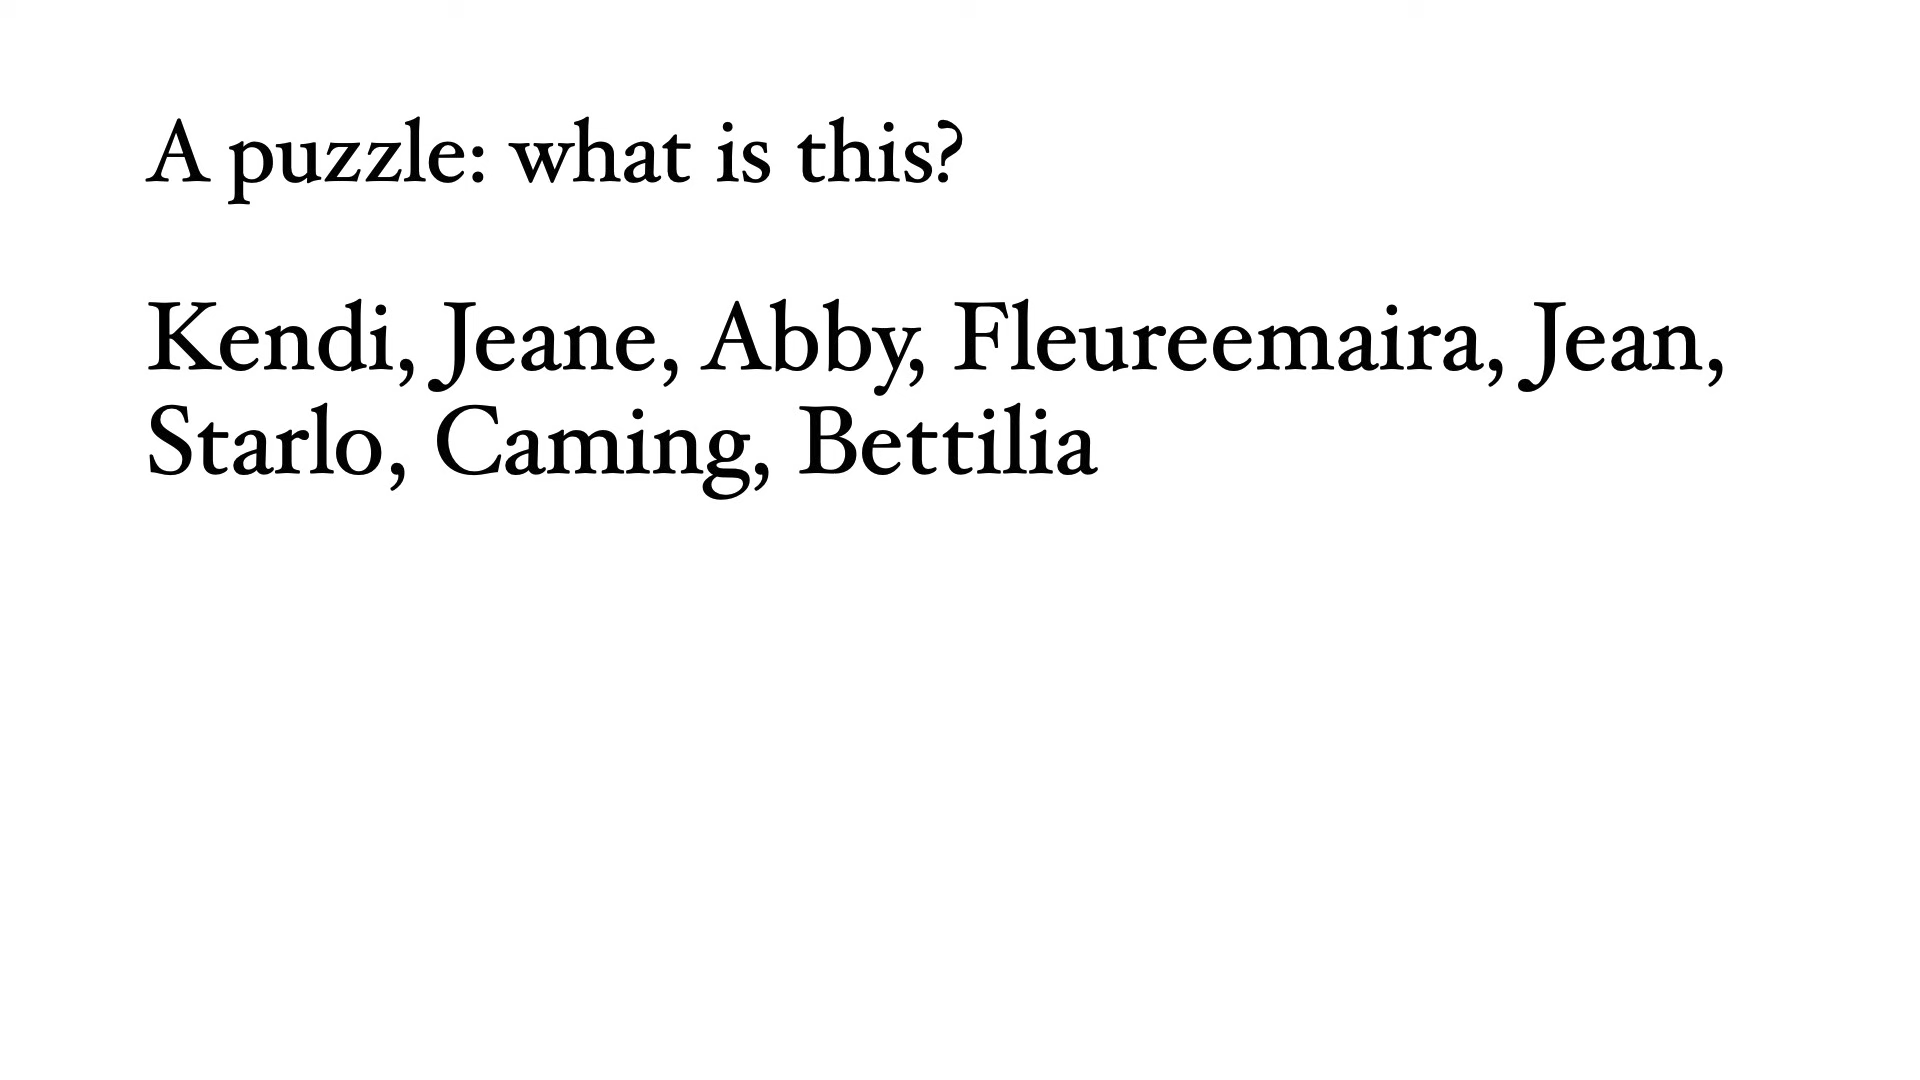 A puzzle: what is this?
Kendi, Jeane, Abby, Fleureemaira, Jean,
Starlo, Caming, Bettilia